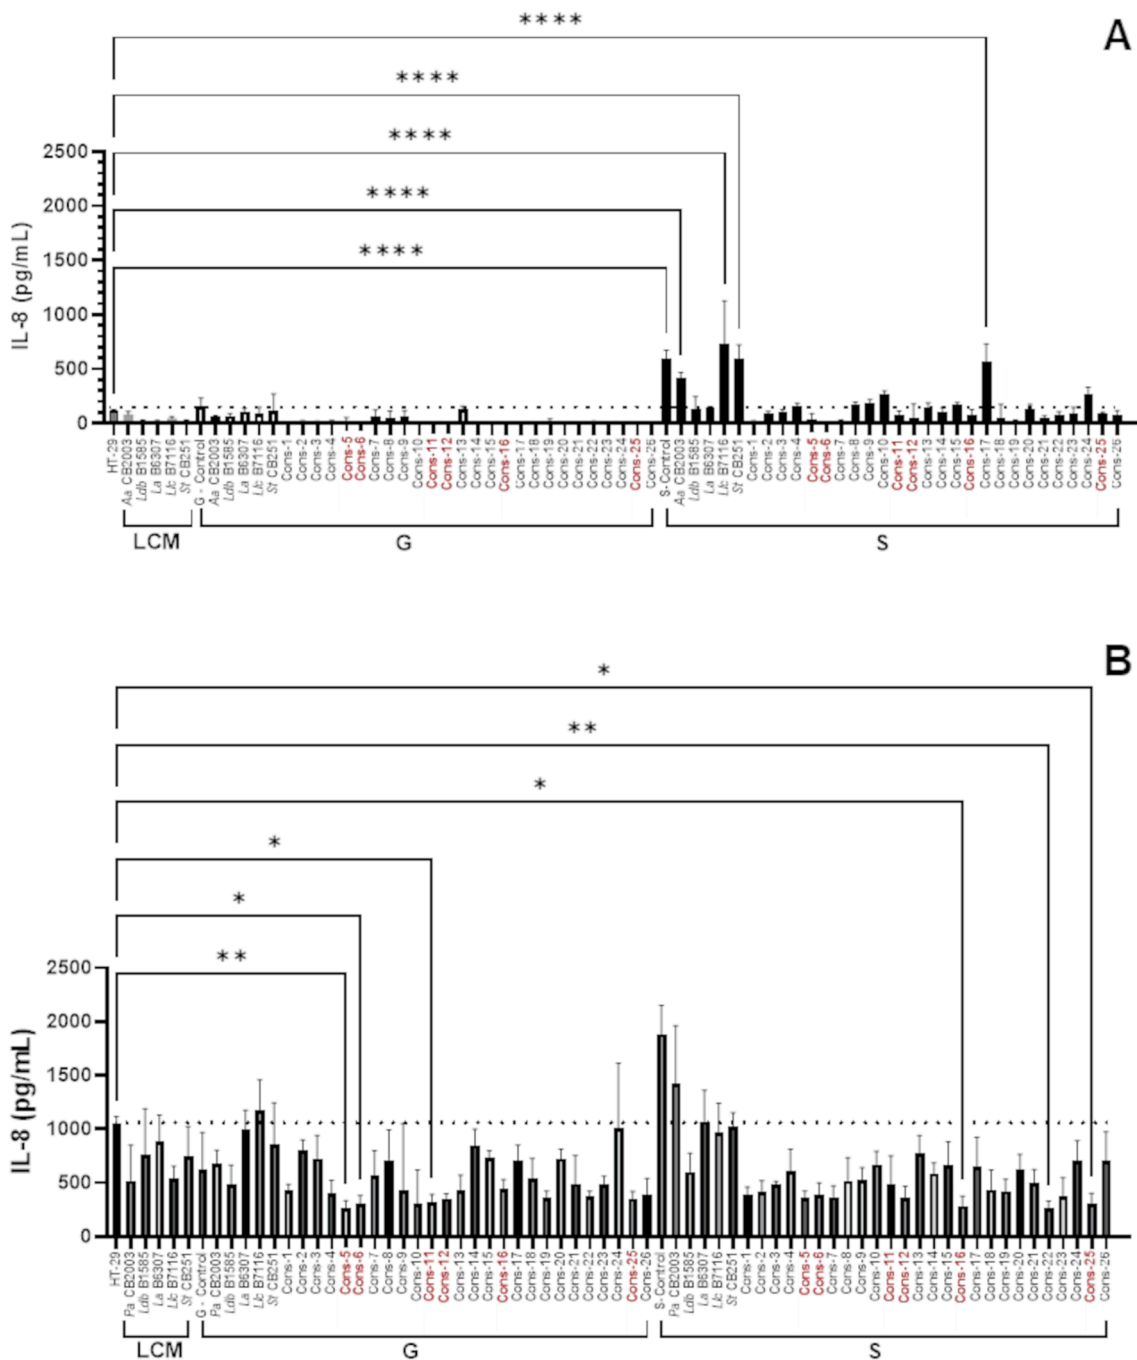 A
****
****
****
****
****
IL-8 (pg/mL)
2500
2000
1500
1000
500
0
HT-29
Aa CB2003
Ldb B1585
La B6307
Llc B7116
St CB251
G - Control
Aa CB2003
Ldb B1585
La B6307
Llc B7116
St CB251
Cons-1
Cons-2
Cons-3
Cons-4
Cons-5
Cons-6
Cons-7
Cons-8
Cons-9
Cons-10
Cons-11
Cons-12
Cons-13
Cons-14
Cons-15
Cons-16
Cons-17
Cons-18
Cons-19
Cons-20
Cons-21
Cons-22
Cons-23
Cons-24
Cons-25
Cons-26
S- Control
Aa CB2003
Ldb B1585
La B6307
Llc B7116
St CB251
Cons-1
Cons-2
Cons-3
Cons-4
Cons-5
Cons-6
Cons-7
Cons-8
Cons-9
Cons-10
Cons-11
Cons-12
Cons-13
Cons-14
Cons-15
Cons-16
Cons-17
Cons-18
Cons-19
Cons-20
Cons-21
Cons-22
Cons-23
Cons-24
Cons-25
Cons-26
LCM
G
S
B
*
**
*
*
*
**
IL-8 (pg/mL)
2500
2000
1500
1000
500
0
HT-29
Pa CB2003
Ldb B1585
La B6307
Llc B7116
St CB251
G - Control
Pa CB2003
Ldb B1585
La B6307
Llc B7116
St CB251
Cons-1
Cons-2
Cons-3
Cons-4
Cons-5
Cons-6
Cons-7
Cons-8
Cons-9
Cons-10
Cons-11
Cons-12
Cons-13
Cons-14
Cons-15
Cons-16
Cons-17
Cons-18
Cons-19
Cons-20
Cons-21
Cons-22
Cons-23
Cons-24
Cons-25
Cons-26
S- Control
Pa CB2003
Ldb B1585
La B6307
Llc B7116
St CB251
Cons-1
Cons-2
Cons-3
Cons-4
Cons-5
Cons-6
Cons-7
Cons-8
Cons-9
Cons-10
Cons-11
Cons-12
Cons-13
Cons-14
Cons-15
Cons-16
Cons-17
Cons-18
Cons-19
Cons-20
Cons-21
Cons-22
Cons-23
Cons-24
Cons-25
Cons-26
LCM
G
S